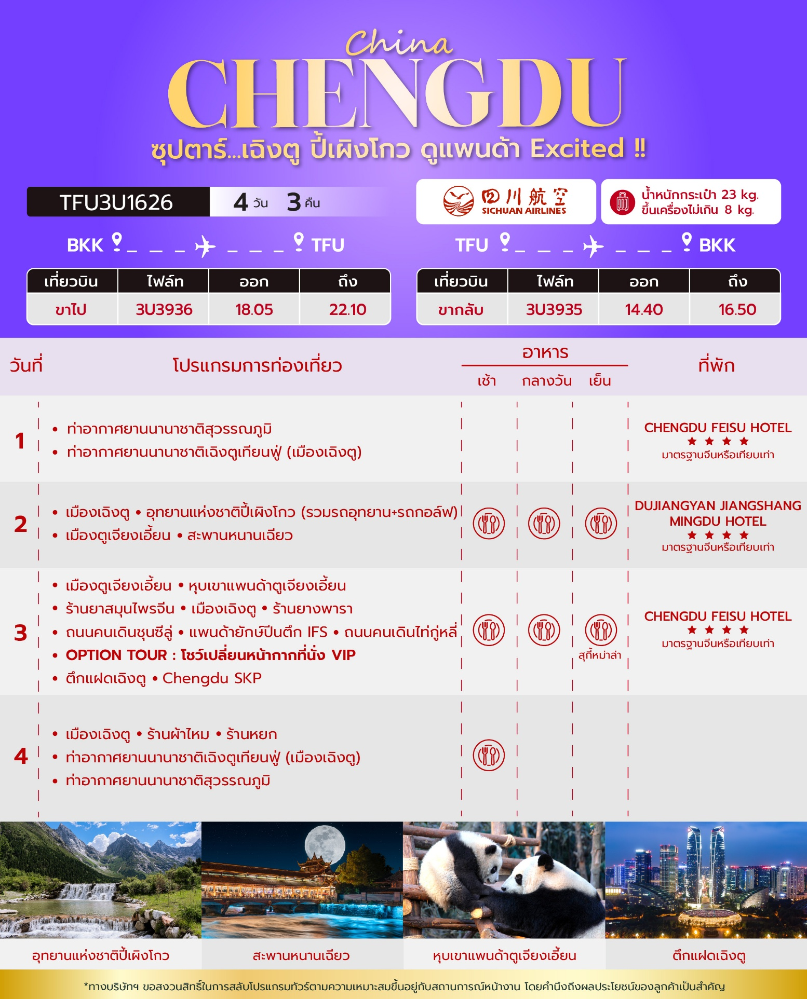 China
CHENGDU
ซุปตาร์...เฉิงตู ปี้เผิงโกว ดูแพนด้า Excited !!
TFU3U1626
4 วัน 3 คืน
四川航空
SICHUAN AIRLINES
น้ำหนักกระเป๋า 23 kg.
ขึ้นเครื่องไม่เกิน 8 kg.
BKK TFU
TFU BKK
เที่ยวบิน ไฟล์ท ออก ถึง
ขาไป 3U3936 18.05 22.10
เที่ยวบิน ไฟล์ท ออก ถึง
ขากลับ 3U3935 14.40 16.50
วันที่ โปรแกรมการท่องเที่ยว อาหาร ที่พัก
เช้า กลางวัน เย็น
1
• ท่าอากาศยานนานาชาติสุวรรณภูมิ
• ท่าอากาศยานนานาชาติเฉิงตูเทียนฟู่ (เมืองเฉิงตู)
CHENGDU FEISU HOTEL
★ ★ ★ ★
มาตรฐานจีนหรือเทียบเท่า
2
• เมืองเฉิงตู • อุทยานแห่งชาติปี้เผิงโกว (รวมรถอุทยาน+รถกอล์ฟ)
• เมืองตูเจียงเอี้ยน • สะพานหนานเฉียว
DUJIANGYAN JIANGSHANG
MINGDU HOTEL
★ ★ ★ ★
มาตรฐานจีนหรือเทียบเท่า
3
• เมืองตูเจียงเอี้ยน • หุบเขาแพนด้าตูเจียงเอี้ยน
• ร้านยาสมุนไพรจีน • เมืองเฉิงตู • ร้านยางพารา
• ถนนคนเดินชุนซีลู่ • แพนด้ายักษ์ปีนตึก IFS • ถนนคนเดินไท่กู่หลี่
• OPTION TOUR : โชว์เปลี่ยนหน้ากากที่นั่ง VIP
• ตึกแฝดเฉิงตู • Chengdu SKP
สุกี้หม่าล่า
CHENGDU FEISU HOTEL
★ ★ ★ ★
มาตรฐานจีนหรือเทียบเท่า
4
• เมืองเฉิงตู • ร้านผ้าไหม • ร้านหยก
• ท่าอากาศยานนานาชาติเฉิงตูเทียนฟู่ (เมืองเฉิงตู)
• ท่าอากาศยานนานาชาติสุวรรณภูมิ
อุทยานแห่งชาติปี้เผิงโกว
สะพานหนานเฉียว
หุบเขาแพนด้าตูเจียงเอี้ยน
ตึกแฝดเฉิงตู
*ทางบริษัทฯ ขอสงวนสิทธิ์ในการสลับโปรแกรมทัวร์ตามความเหมาะสมขึ้นอยู่กับสถานการณ์หน้างาน โดยคำนึงถึงผลประโยชน์ของลูกค้าเป็นสำคัญ